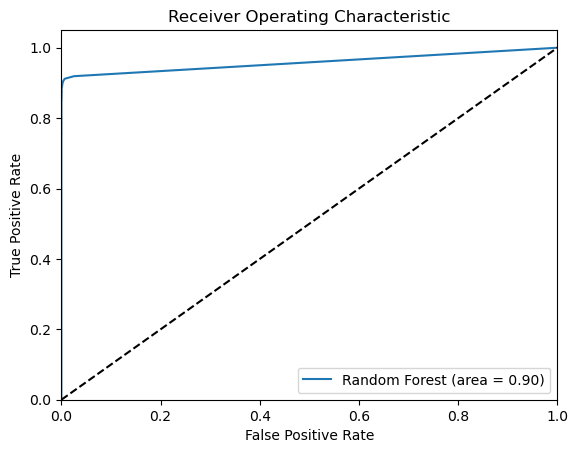 Receiver Operating Characteristic
1.0
0.8
0.6
0.4
0.2
0.0
True Positive Rate
Random Forest (area = 0.90)
0.0 0.2 0.4 0.6 0.8 1.0
False Positive Rate